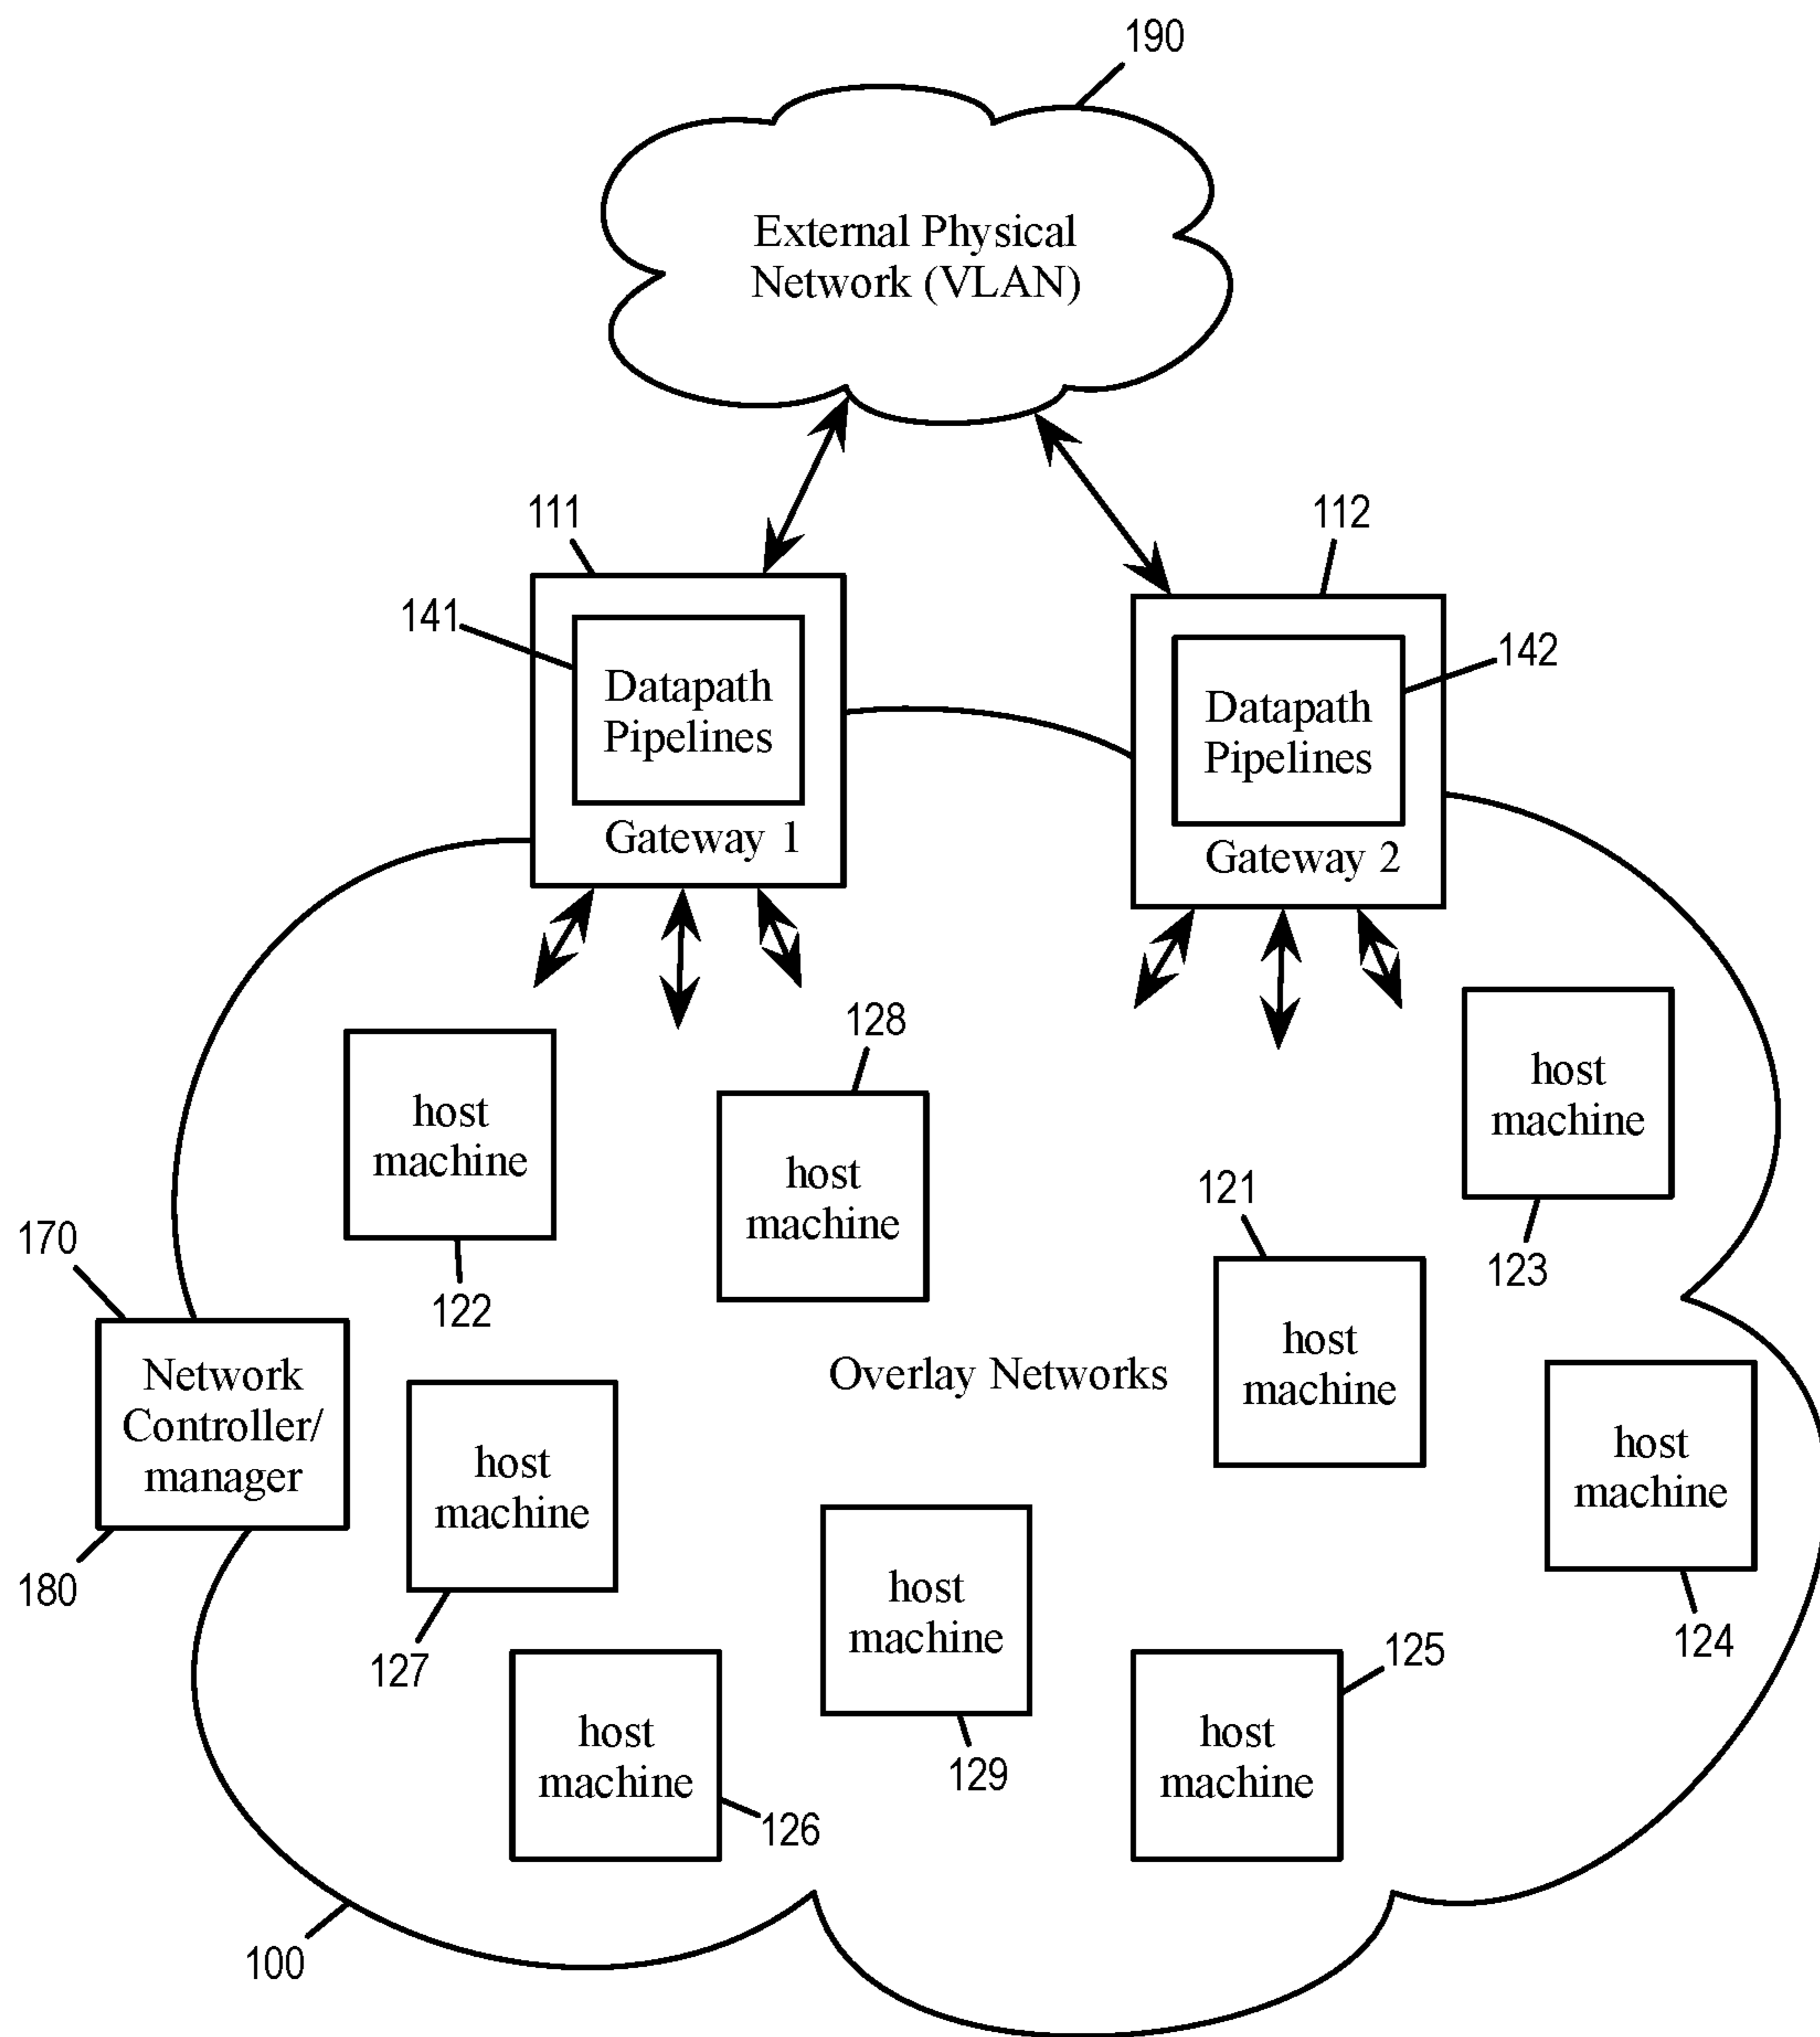 190
External Physical
Network (VLAN)
111
112
141
Datapath
Pipelines
Gateway 1
142
Datapath
Pipelines
Gateway 2
128
host
machine
123
host
machine
122
host
machine
121
host
machine
170
Network
Controller/
manager
180
Overlay Networks
host
machine
127
host
machine
124
host
machine
129
host
machine
125
host
machine
126
100